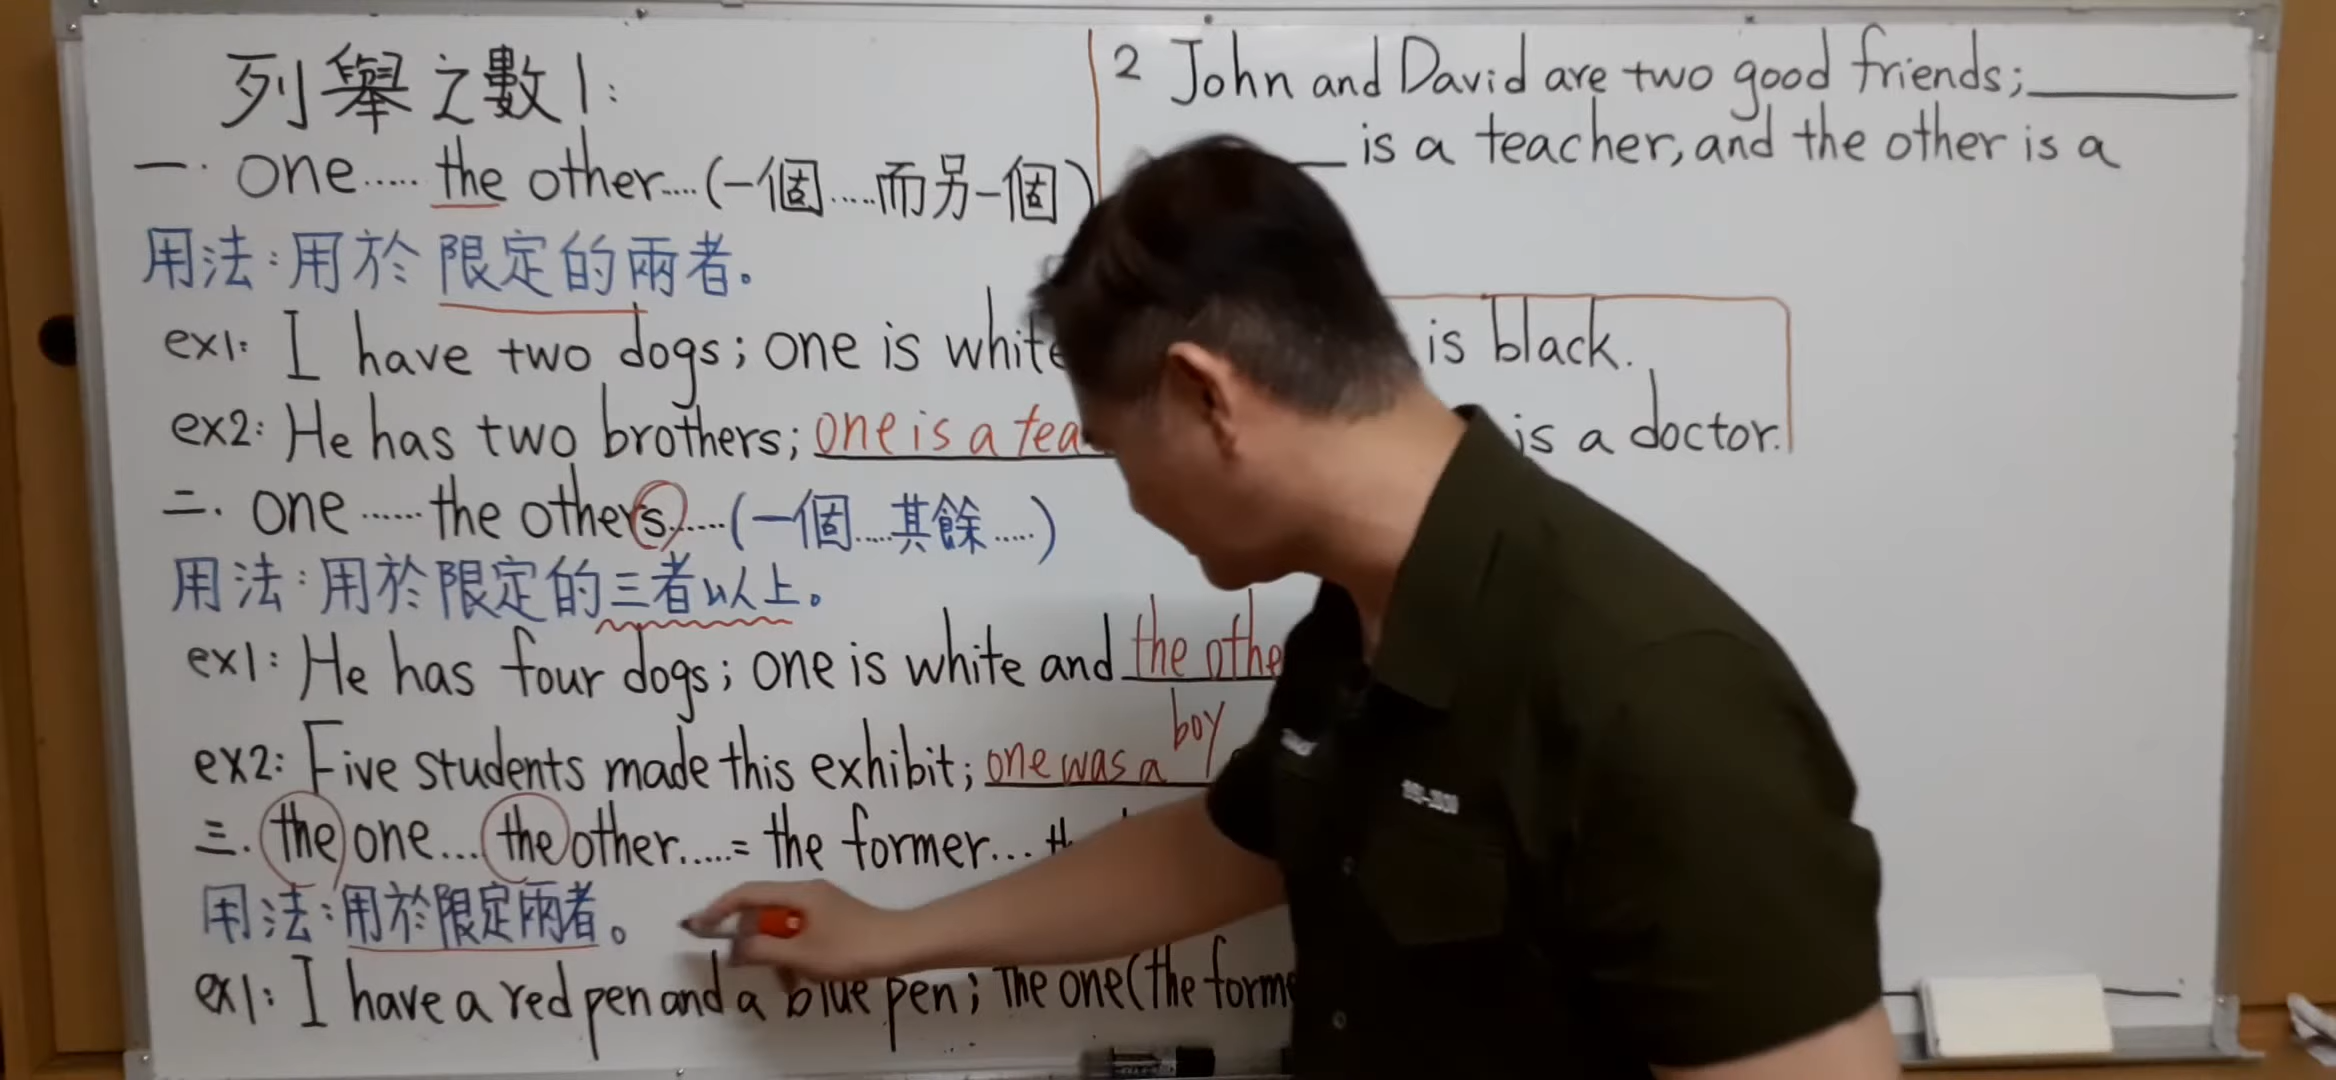 列舉之數1:
一. one..... the other....(一個.....而另一個)
用法:用於限定的兩者。
ex1: I have two dogs; one is white is black.
ex2: He has two brothers; one is a is a doctor.
二. one ...... the others......(一個.....其餘.....)
用法:用於限定的三者以上。
ex1: He has four dogs; one is white and the
ex2: Five students made this exhibit; one was a boy
三. the one... the other.....= the former...
用法:用於限定兩者。
ex1: I have a red pen and a blue pen; The one(the
2 John and David are two good friends; ______
__ is a teacher, and the other is a